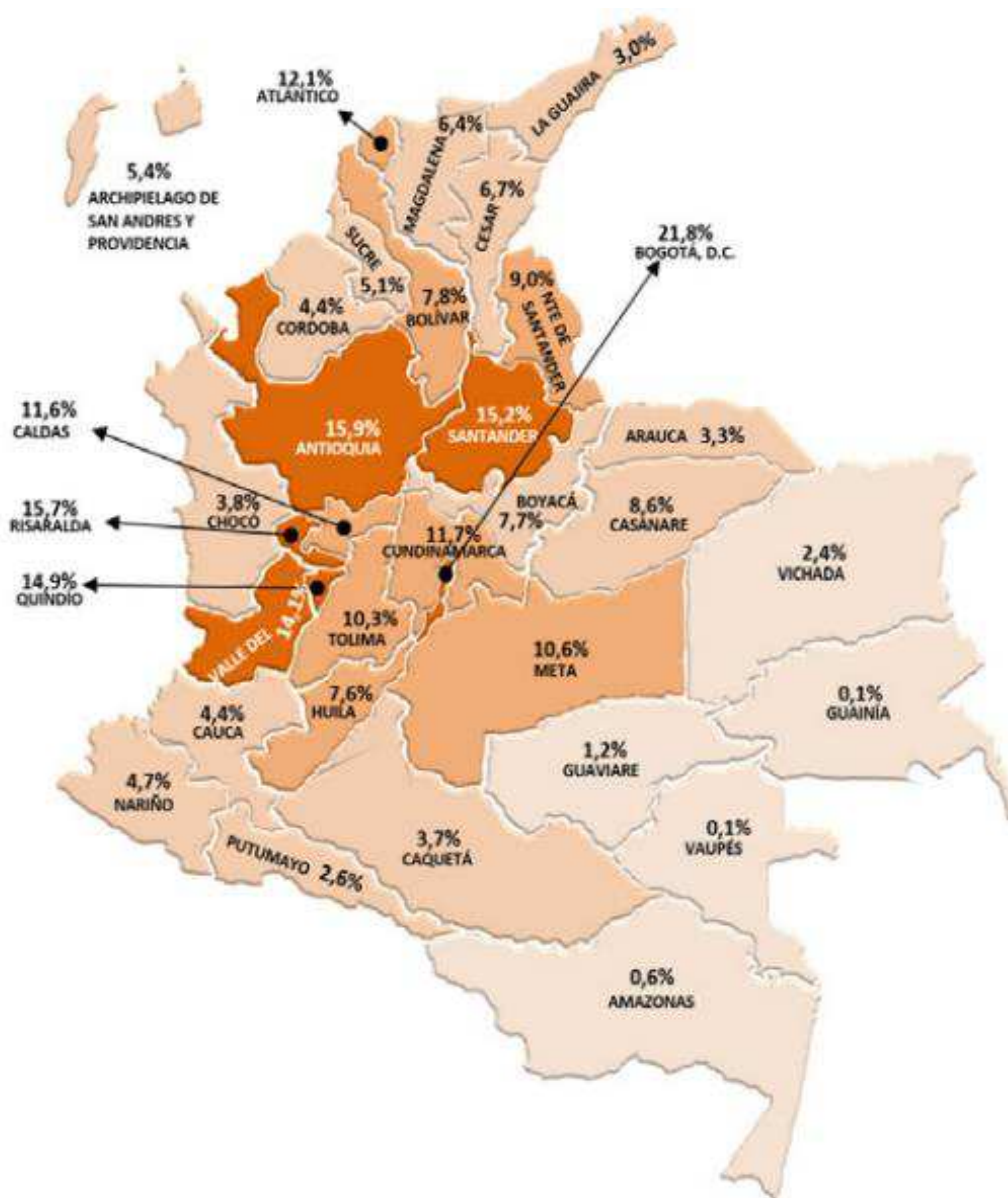 3,0%
LA GUAJIRA
12,1%
ATLÁNTICO
6,4%
MAGDALENA
5,4%
ARCHIPIELAGO DE
SAN ANDRES Y
PROVIDENCIA
6,7%
CESAR
21,8%
BOGOTÁ, D.C.
SUCRE
5,1%
9,0%
NTE DE
SANTANDER
4,4%
CORDOBA
7,8%
BOLÍVAR
11,6%
CALDAS
15,9%
ANTIOQUIA
15,2%
SANTANDER
ARAUCA 3,3%
15,7%
RISARALDA
3,8%
CHOCÓ
BOYACÁ
7,7%
8,6%
CASANARE
11,7%
CUNDINAMARCA
2,4%
VICHADA
14,9%
QUINDÍO
VALLE DEL
10,3%
TOLIMA
10,6%
META
7,6%
HUILA
0,1%
GUAINÍA
4,4%
CAUCA
1,2%
GUAVIARE
4,7%
NARIÑO
0,1%
VAUPÉS
3,7%
CAQUETÁ
PUTUMAYO 2,6%
0,6%
AMAZONAS